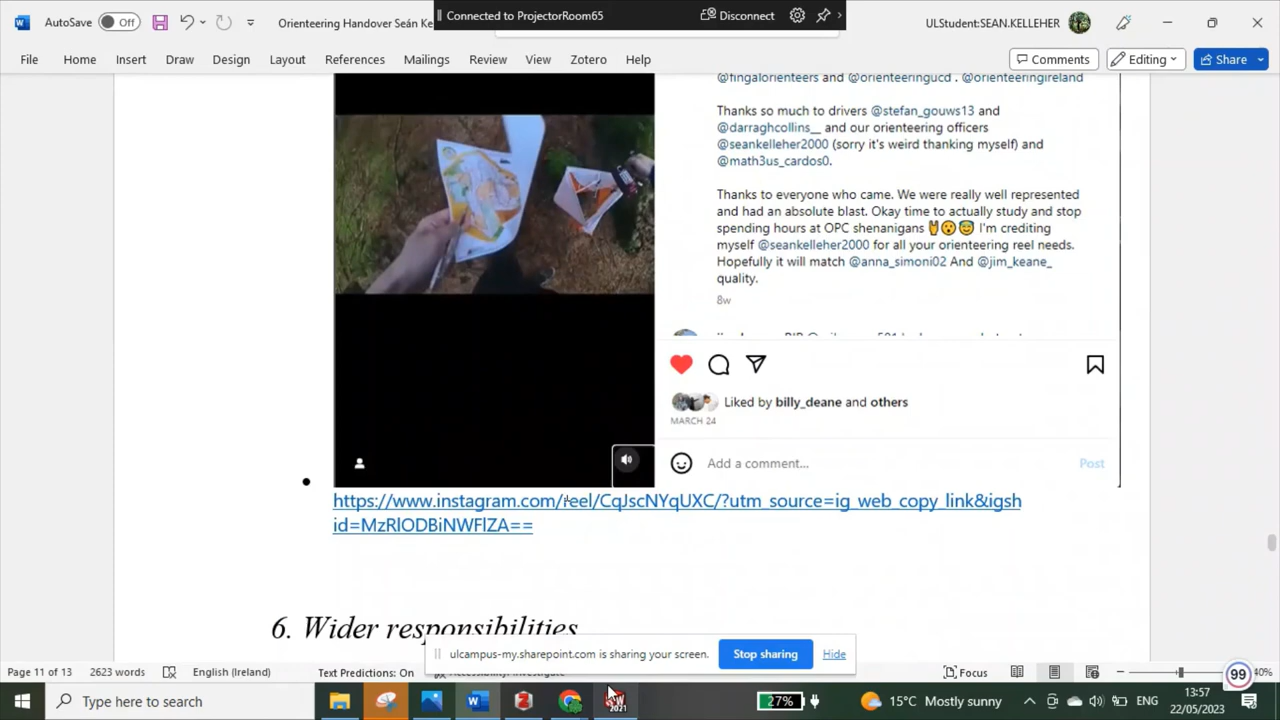 AutoSave Off
Orienteering Handover Seán Ke
Connected to ProjectorRoom65
Disconnect
ULStudent:SEAN.KELLEHER
File Home Insert Draw Design Layout References Mailings Review View Zotero Help
Comments Editing Share
@fingalorienteers and @orienteeringucd . @orienteeringireland
Thanks so much to drivers @stefan_gouws13 and
@darraghcollins__ and our orienteering officers
@seankelleher2000 (sorry it's weird thanking myself) and
@math3us_cardos0.
Thanks to everyone who came. We were really well represented
and had an absolute blast. Okay time to actually study and stop
spending hours at OPC shenanigans 🤘😮😇 I'm crediting
myself @seankelleher2000 for all your orienteering reel needs.
Hopefully it will match @anna_simoni02 And @jim_keane_
quality.
8w
Liked by billy_deane and others
MARCH 24
Add a comment...
Post
https://www.instagram.com/reel/CqJscNYqUXC/?utm_source=ig_web_copy_link&igsh
id=MzRlODBiNWFlZA==
6. Wider responsibilities
ulcampus-my.sharepoint.com is sharing your screen.
Stop sharing
Hide
Page 11 of 13
2623 words
English (Ireland)
Text Predictions: On
Accessibility: Investigate
Focus
99
40%
Type here to search
2021
27%
15°C Mostly sunny
ENG
13:57
22/05/2023